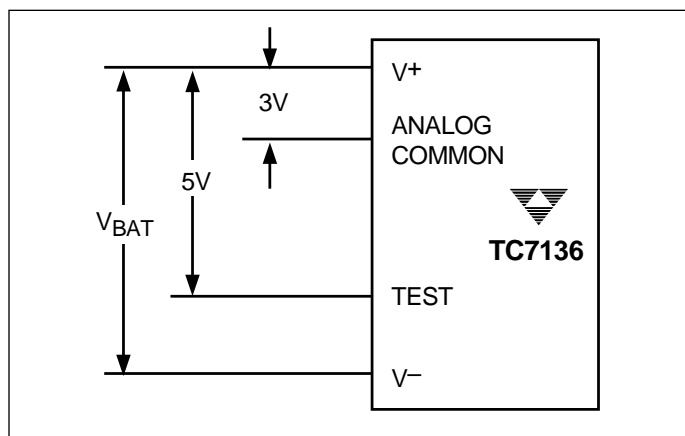 V+
3V
ANALOG
COMMON
5V
VBAT
TC7136
TEST
V–